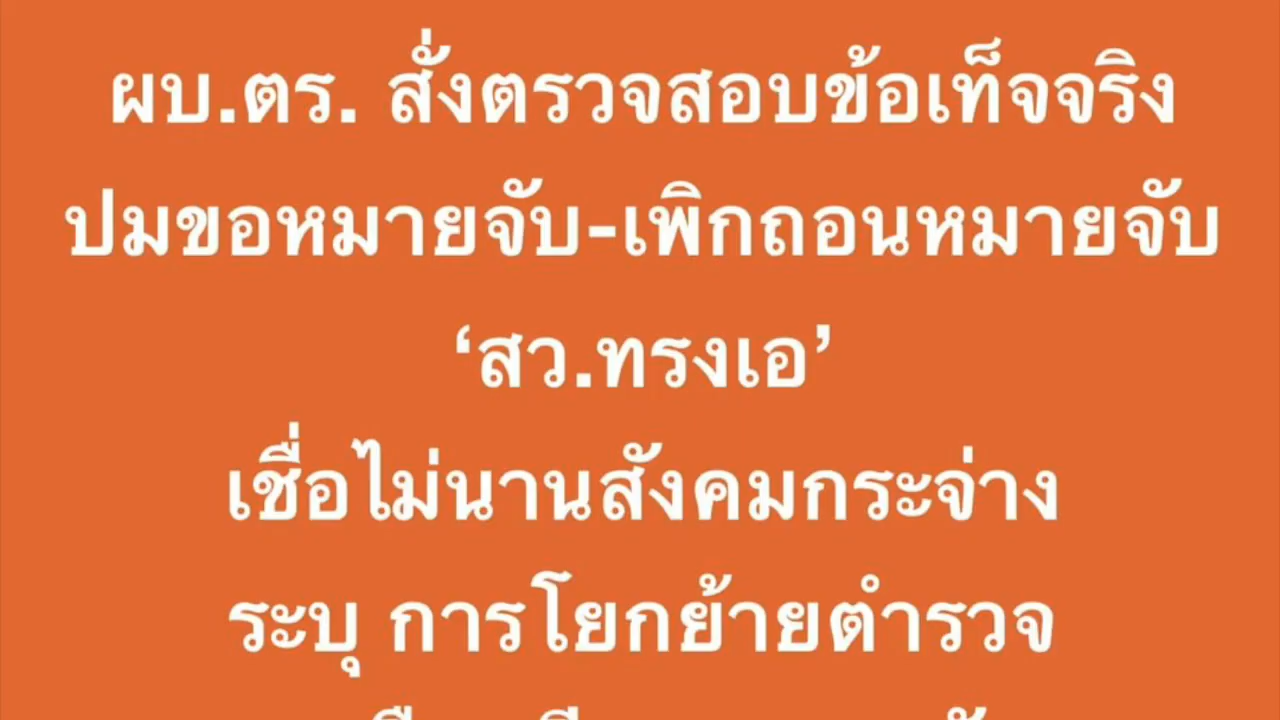 ผบ.ตร. สั่งตรวจสอบข้อเท็จจริง
ปมขอหมายจับ-เพิกถอนหมายจับ
‘สว.ทรงเอ’
เชื่อไม่นานสังคมกระจ่าง
ระบุ การโยกย้ายตำรวจ